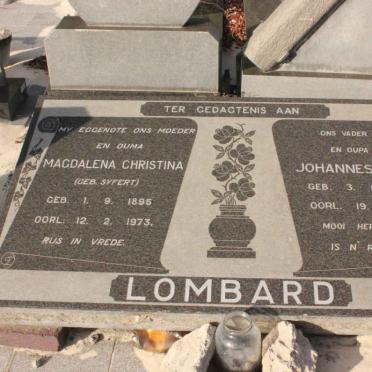 TER GEDAGTENIS AAN
MY EGGENOTE ONS MOEDER
EN OUMA
MAGDALENA CHRISTINA
(GEB. SYFERT)
GEB. 1. 9. 1895
OORL. 12. 2. 1973.
RUS IN VREDE.
ONS VADER
EN OUPA
JOHANNES
GEB. 3.
OORL. 19.
MOOI HER
IS N'
LOMBARD